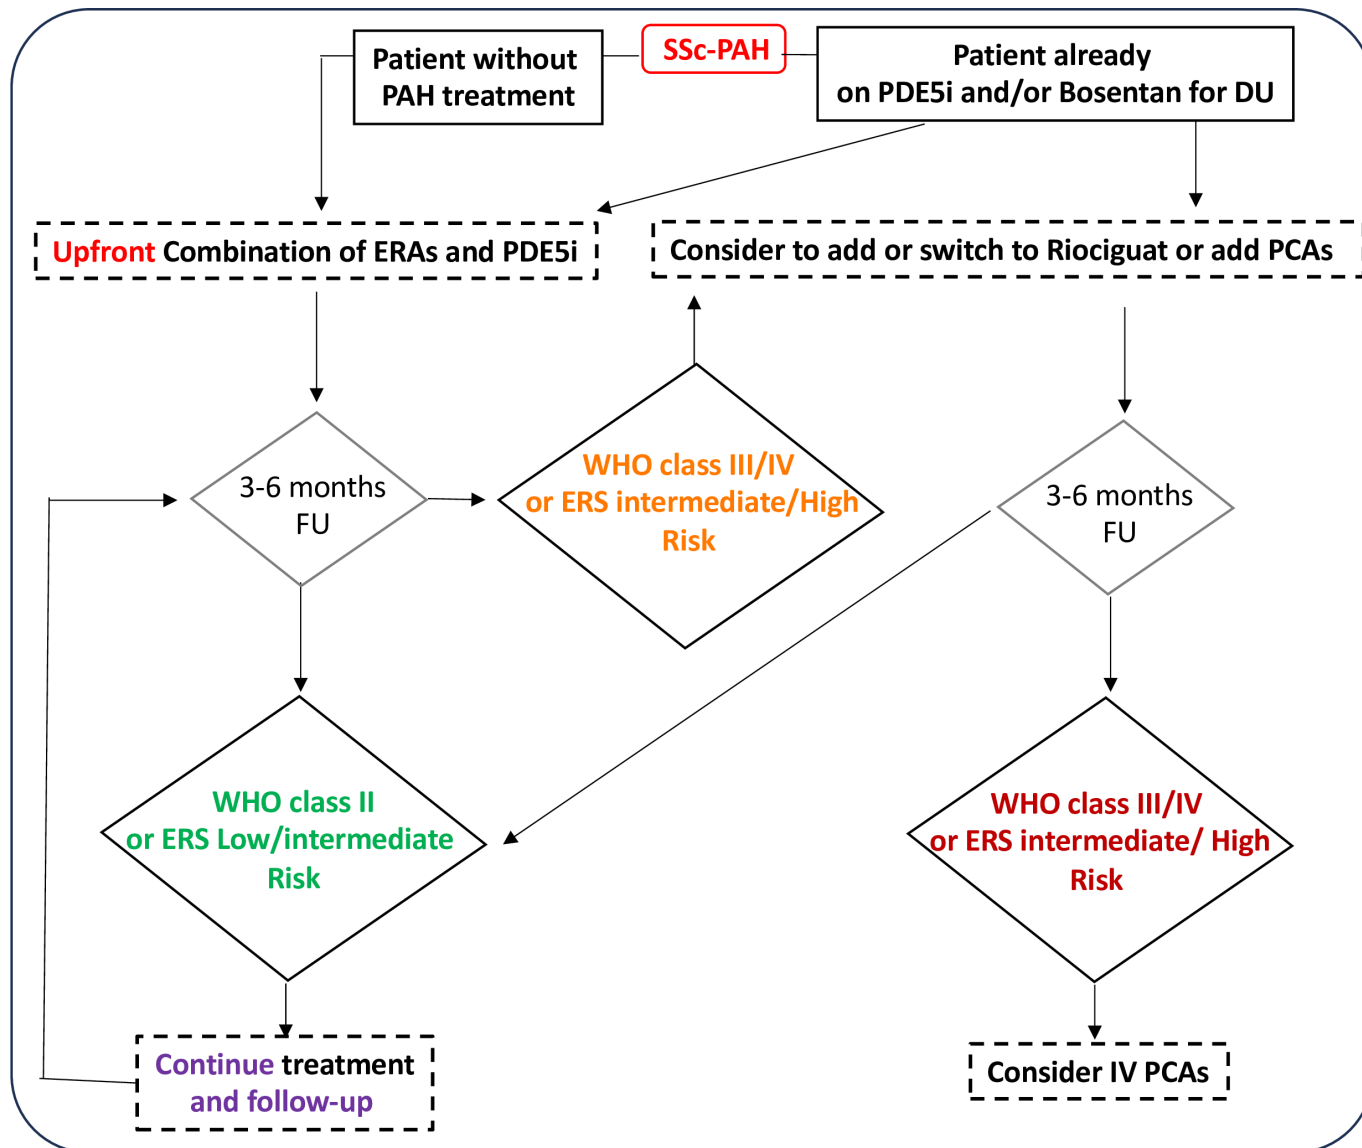 Patient without
PAH treatment
SSc-PAH
Patient already
on PDE5i and/or Bosentan for DU
Upfront Combination of ERAs and PDE5i
Consider to add or switch to Riociguat or add PCAs
3-6 months
FU
WHO class III/IV
or ERS intermediate/High
Risk
3-6 months
FU
WHO class II
or ERS Low/intermediate
Risk
WHO class III/IV
or ERS intermediate/ High
Risk
Continue treatment
and follow-up
Consider IV PCAs